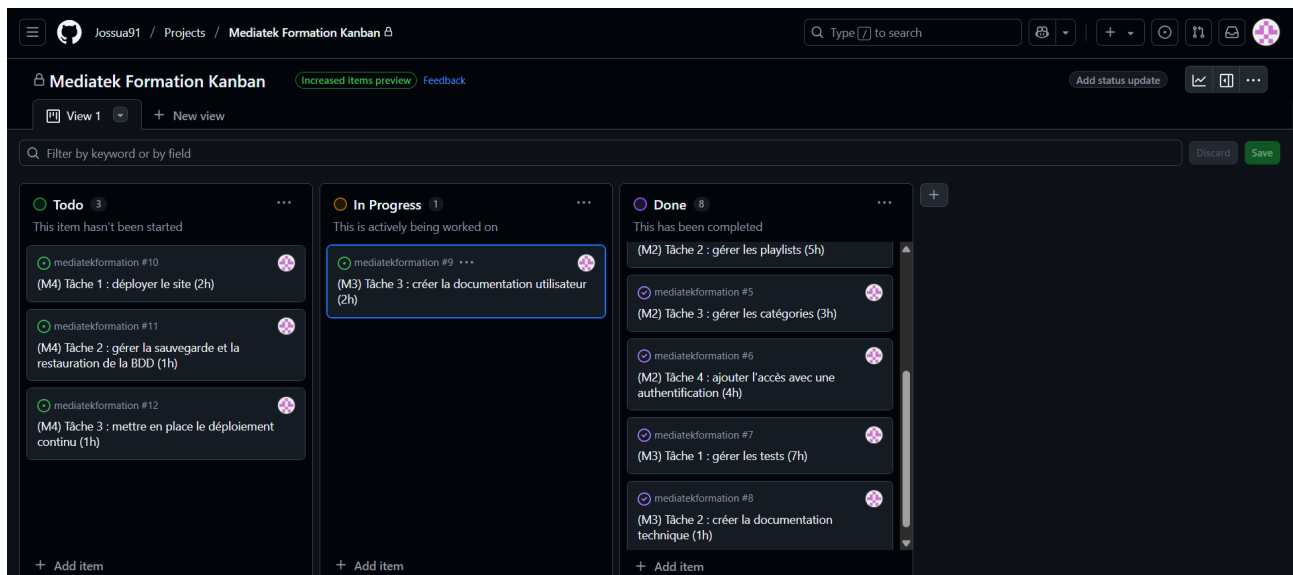 Jossua91 / Projects / Mediatek Formation Kanban
Type / to search
Mediatek Formation Kanban
Increased items preview
Feedback
Add status update
View 1
+ New view
Filter by keyword or by field
Discard
Save
Todo 3
This item hasn't been started
mediatekformation #10
(M4) Tâche 1 : déployer le site (2h)
mediatekformation #11
(M4) Tâche 2 : gérer la sauvegarde et la
restauration de la BDD (1h)
mediatekformation #12
(M4) Tâche 3 : mettre en place le déploiement
continu (1h)
+ Add item
In Progress 1
This is actively being worked on
mediatekformation #9
(M3) Tâche 3 : créer la documentation utilisateur
(2h)
+ Add item
Done 8
This has been completed
(M2) Tâche 2 : gérer les playlists (5h)
mediatekformation #5
(M2) Tâche 3 : gérer les catégories (3h)
mediatekformation #6
(M2) Tâche 4 : ajouter l'accès avec une
authentification (4h)
mediatekformation #7
(M3) Tâche 1 : gérer les tests (7h)
mediatekformation #8
(M3) Tâche 2 : créer la documentation
technique (1h)
+ Add item